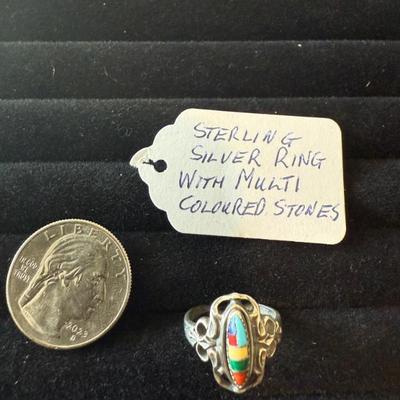 STERLING
SILVER RING
WITH MULTI
COLOURED STONES
LIBERTY
IN GOD WE
TRUST
2023